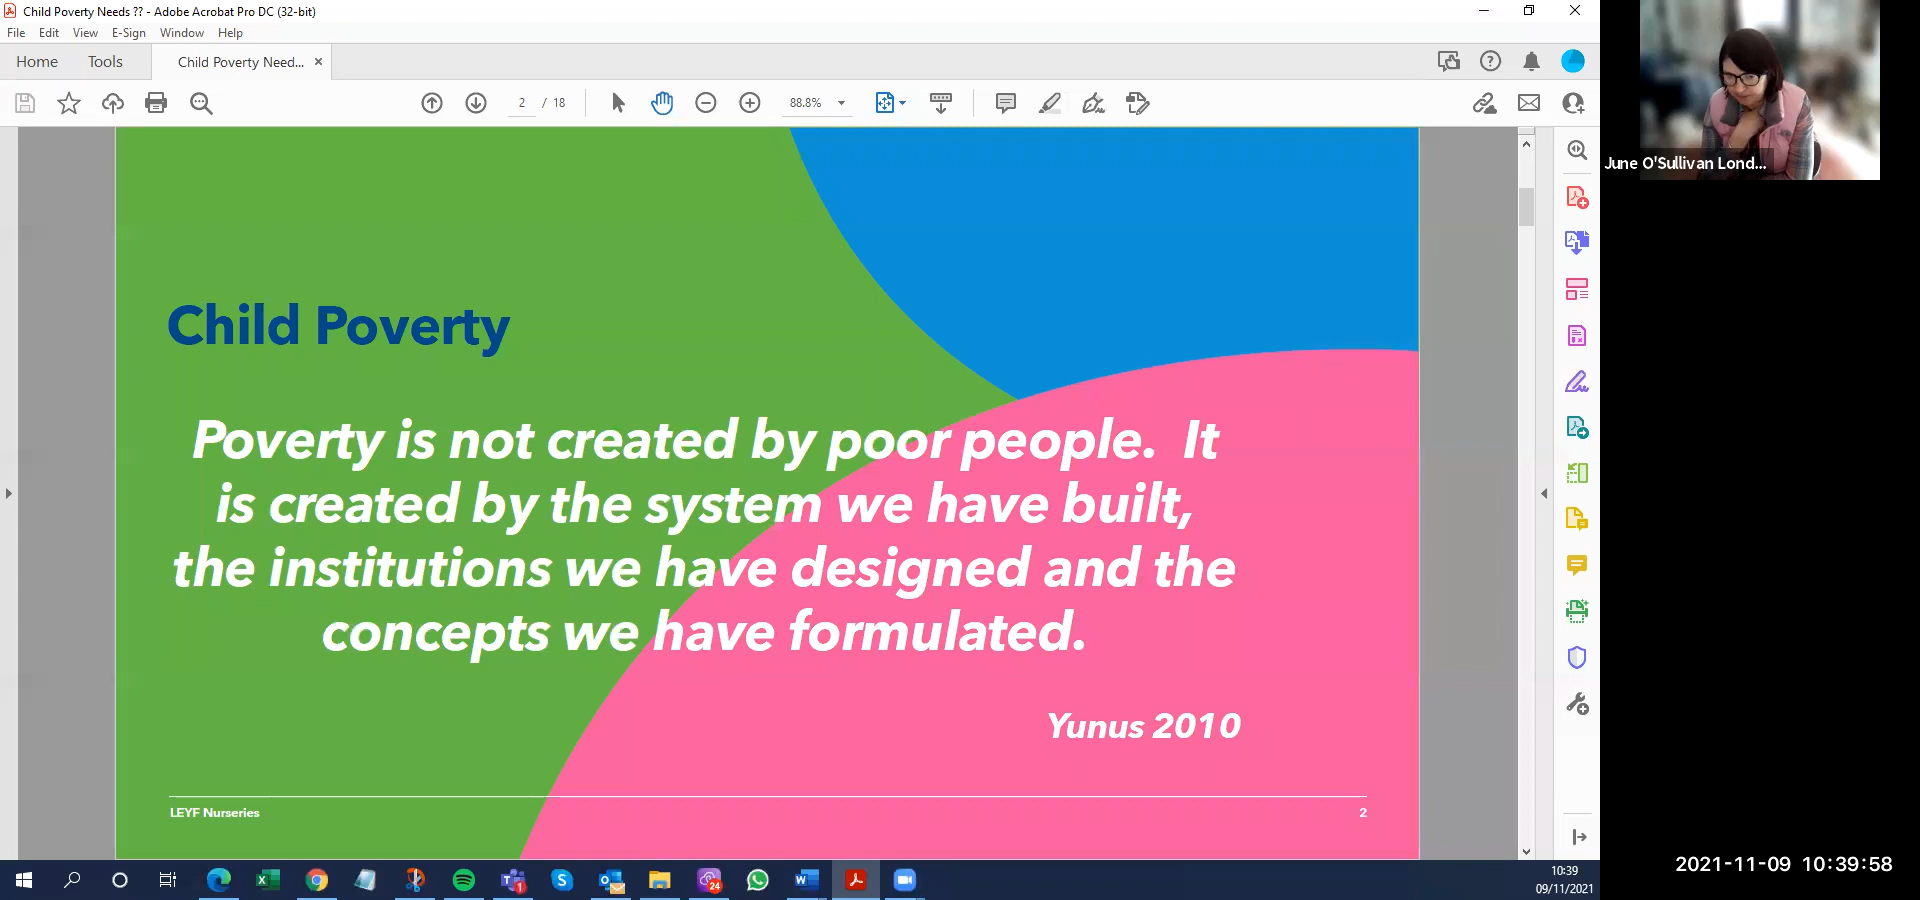 Child Poverty Needs ?? - Adobe Acrobat Pro DC (32-bit)
File Edit View E-Sign Window Help
Home Tools Child Poverty Need...
2 / 18 88.8%
Child Poverty
Poverty is not created by poor people. It
is created by the system we have built,
the institutions we have designed and the
concepts we have formulated.
Yunus 2010
LEYF Nurseries 2
June O'Sullivan Lond...
1
24
10:39
09/11/2021
2021-11-09 10:39:58